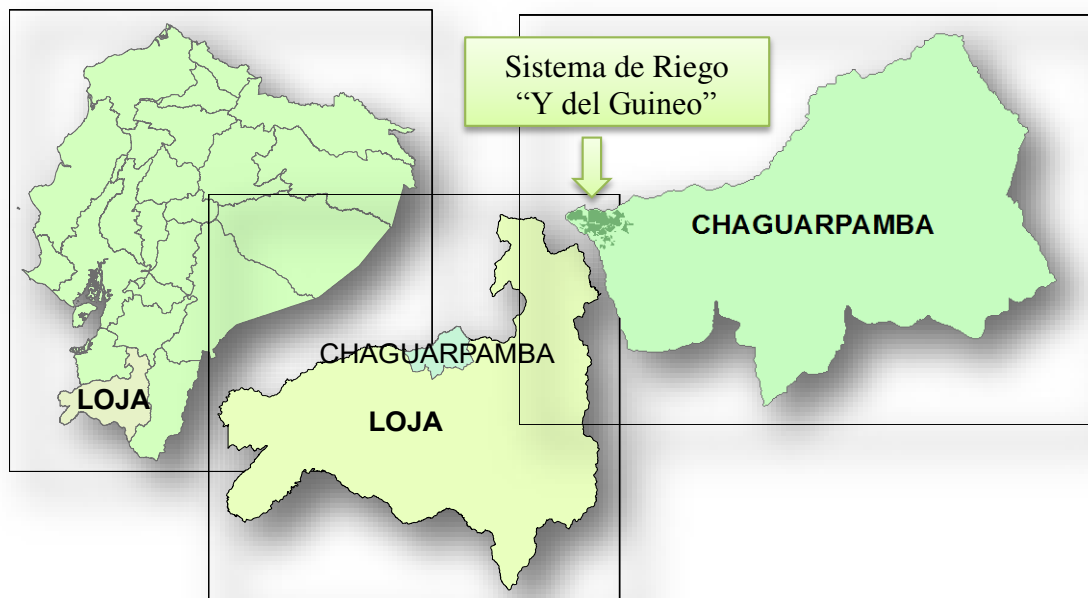 Sistema de Riego
“Y del Guineo”
CHAGUARPAMBA
CHAGUARPAMBA
LOJA
LOJA